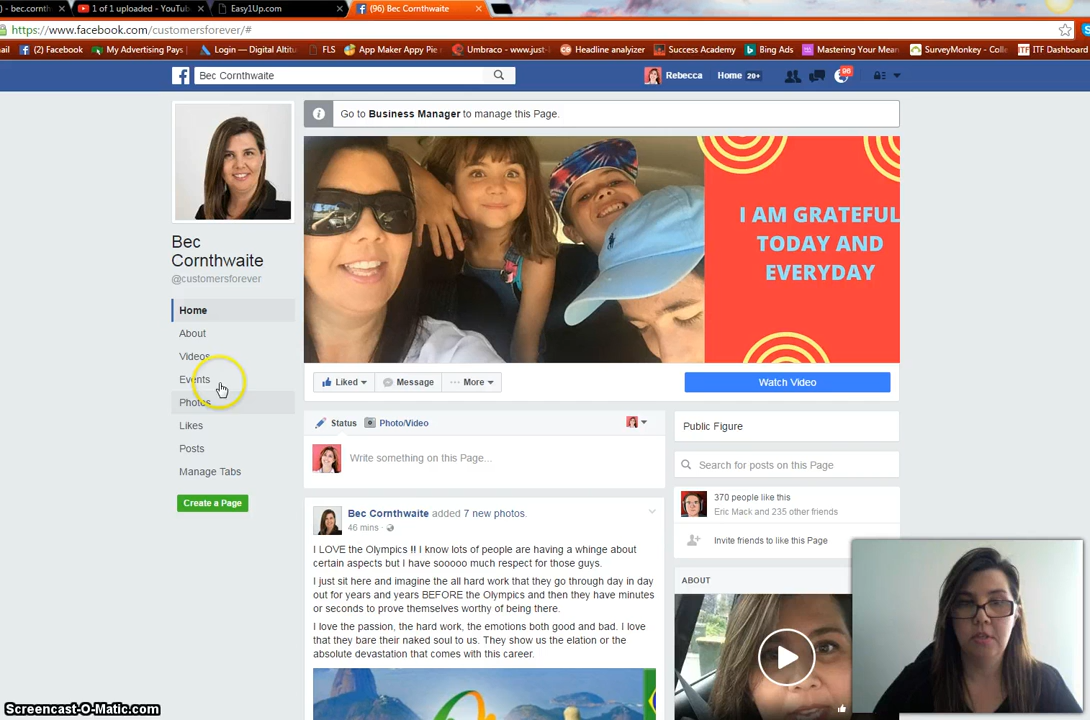 ) - bec.cornth
1 of 1 uploaded - YouTub
Easy1Up.com
(96) Bec Cornthwaite
https://www.facebook.com/customersforever/#
ail
(2) Facebook
My Advertising Pays
Login — Digital Altitu
FLS
App Maker Appy Pie
Umbraco - www.just-
Headline analyizer
Success Academy
Bing Ads
Mastering Your Mean
SurveyMonkey - Colle
ITF Dashboard
Bec Cornthwaite
Rebecca
Home 20+
96
Go to Business Manager to manage this Page.
I AM GRATEFUL
TODAY AND
EVERYDAY
Bec
Cornthwaite
@customersforever
Home
About
Videos
Events
Photos
Likes
Posts
Manage Tabs
Create a Page
Liked
Message
More
Watch Video
Status
Photo/Video
Write something on this Page...
Bec Cornthwaite added 7 new photos.
46 mins
I LOVE the Olympics !! I know lots of people are having a whinge about
certain aspects but I have sooooo much respect for those guys.
I just sit here and imagine the all hard work that they go through day in day
out for years and years BEFORE the Olympics and then they have minutes
or seconds to prove themselves worthy of being there.
I love the passion, the hard work, the emotions both good and bad. I love
that they bare their naked soul to us. They show us the elation or the
absolute devastation that comes with this career.
Public Figure
Search for posts on this Page
370 people like this
Eric Mack and 235 other friends
Invite friends to like this Page
ABOUT
Screencast-O-Matic.com